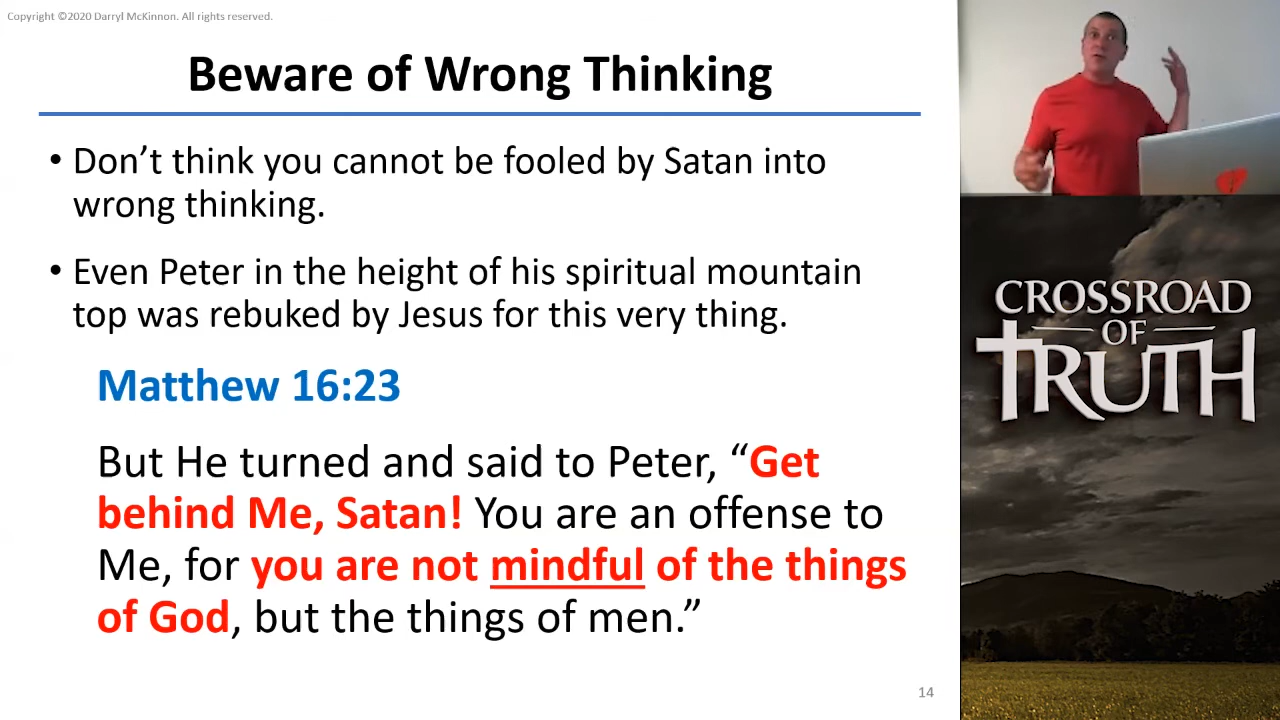 Copyright ©2020 Darryl McKinnon. All rights reserved.
Beware of Wrong Thinking
• Don’t think you cannot be fooled by Satan into
wrong thinking.
• Even Peter in the height of his spiritual mountain
top was rebuked by Jesus for this very thing.
Matthew 16:23
But He turned and said to Peter, “Get
behind Me, Satan! You are an offense to
Me, for you are not mindful of the things
of God, but the things of men.”
14
CROSSROAD
OF
TRUTH